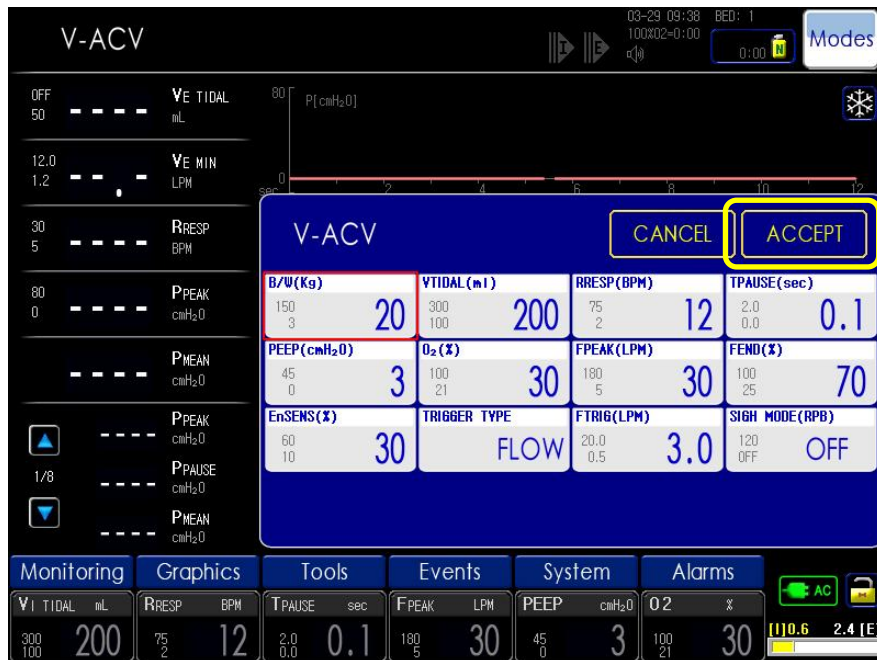 V-ACV
03-29 09:38 BED: 1
100%O2=0:00
0:00 N
Modes
OFF
50
---- VE TIDAL
mL
12.0
1.2
--.- VE MIN
LPM
30
5
---- RRESP
BPM
80
0
---- PPEAK
cmH2O
---- PMEAN
cmH2O
---- PPEAK
cmH2O
1/8
---- PPAUSE
cmH2O
---- PMEAN
cmH2O
80 P[cmH2O]
0
sec 2 4 6 8 10 12
V-ACV CANCEL ACCEPT
B/W(Kg) VTIDAL(ml) RRESP(BPM) TPAUSE(sec)
150 300 75 2.0
3 100 2 0.0
20 200 12 0.1
PEEP(cmH2O) O2(%) FPEAK(LPM) FEND(%)
45 100 180 100
0 21 5 25
3 30 30 70
EnSENS(%) TRIGGER TYPE FTRIG(LPM) SIGH MODE(RPB)
60 20.0 120
10 0.5 OFF
30 FLOW 3.0 OFF
Monitoring Graphics Tools Events System Alarms
AC
VI TIDAL mL RRESP BPM TPAUSE sec FPEAK LPM PEEP cmH2O O2 %
300 75 2.0 180 45 100
100 2 0.0 5 0 21
200 12 0.1 30 3 30
[I]0.6 2.4[E